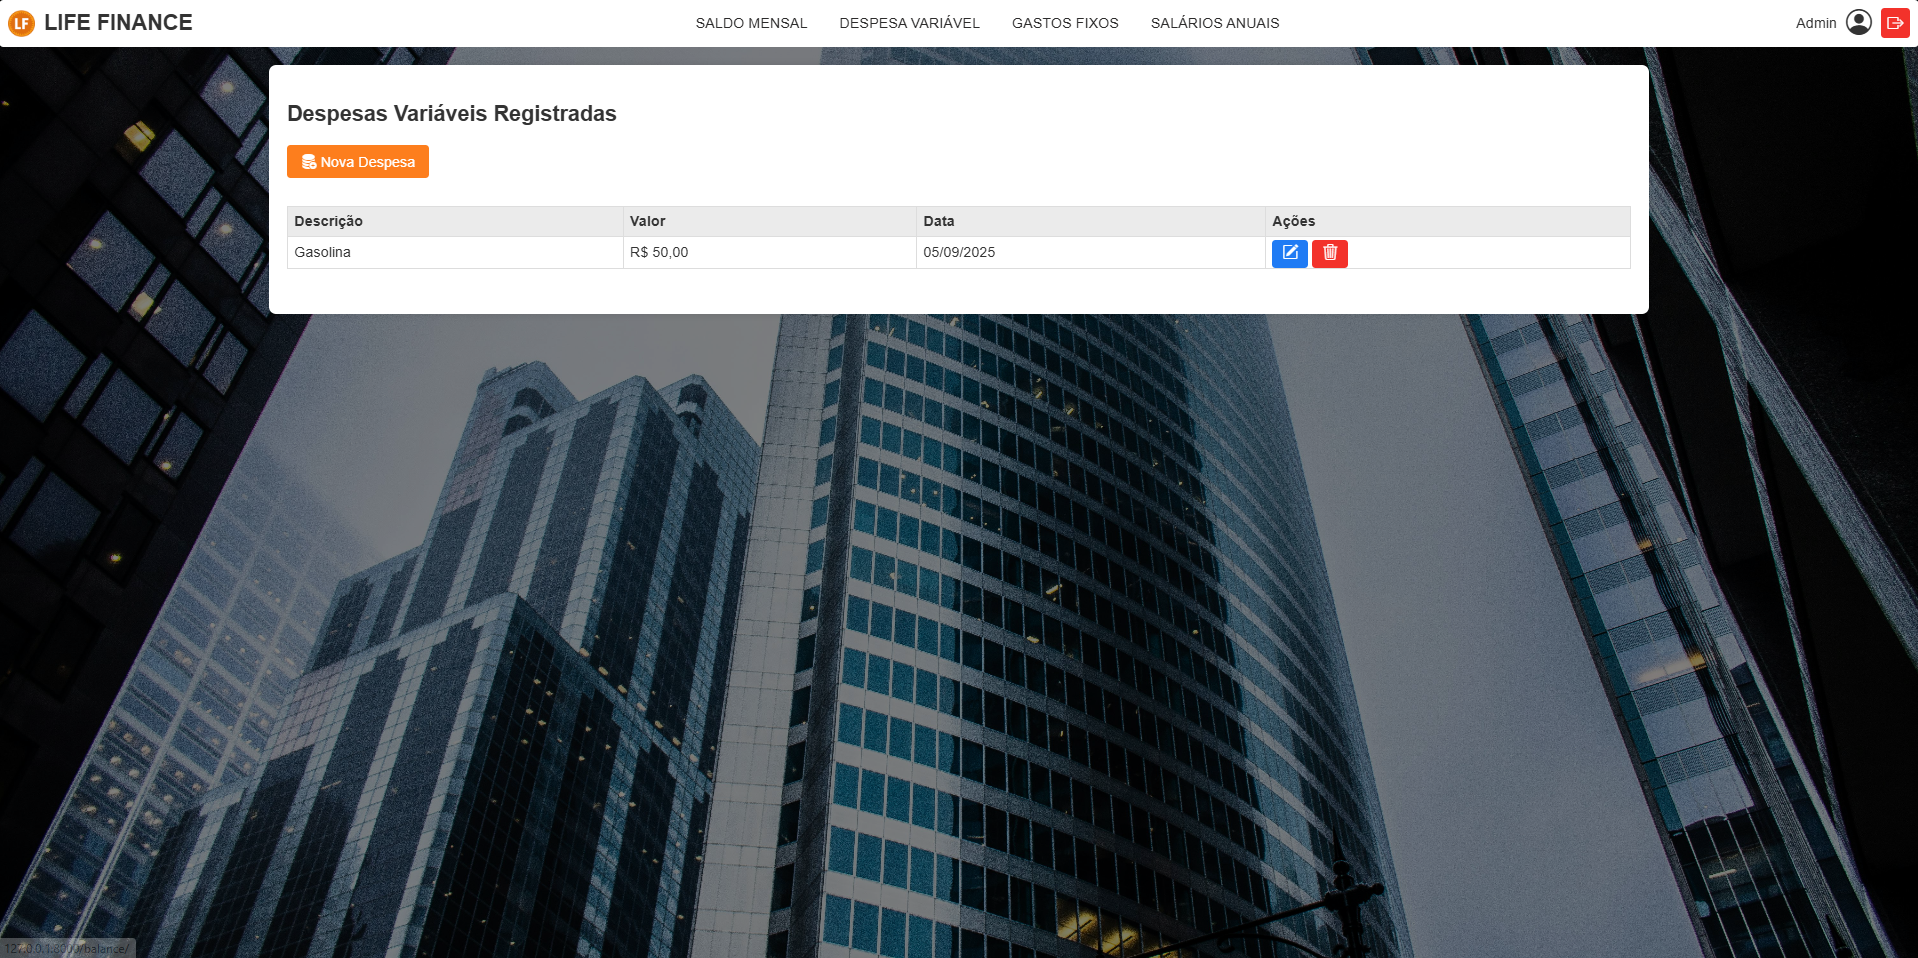 LF LIFE FINANCE SALDO MENSAL DESPESA VARIÁVEL GASTOS FIXOS SALÁRIOS ANUAIS Admin
Despesas Variáveis Registradas
Nova Despesa
Descrição Valor Data Ações
Gasolina R$ 50,00 05/09/2025
127.0.0.1:8000/balance/